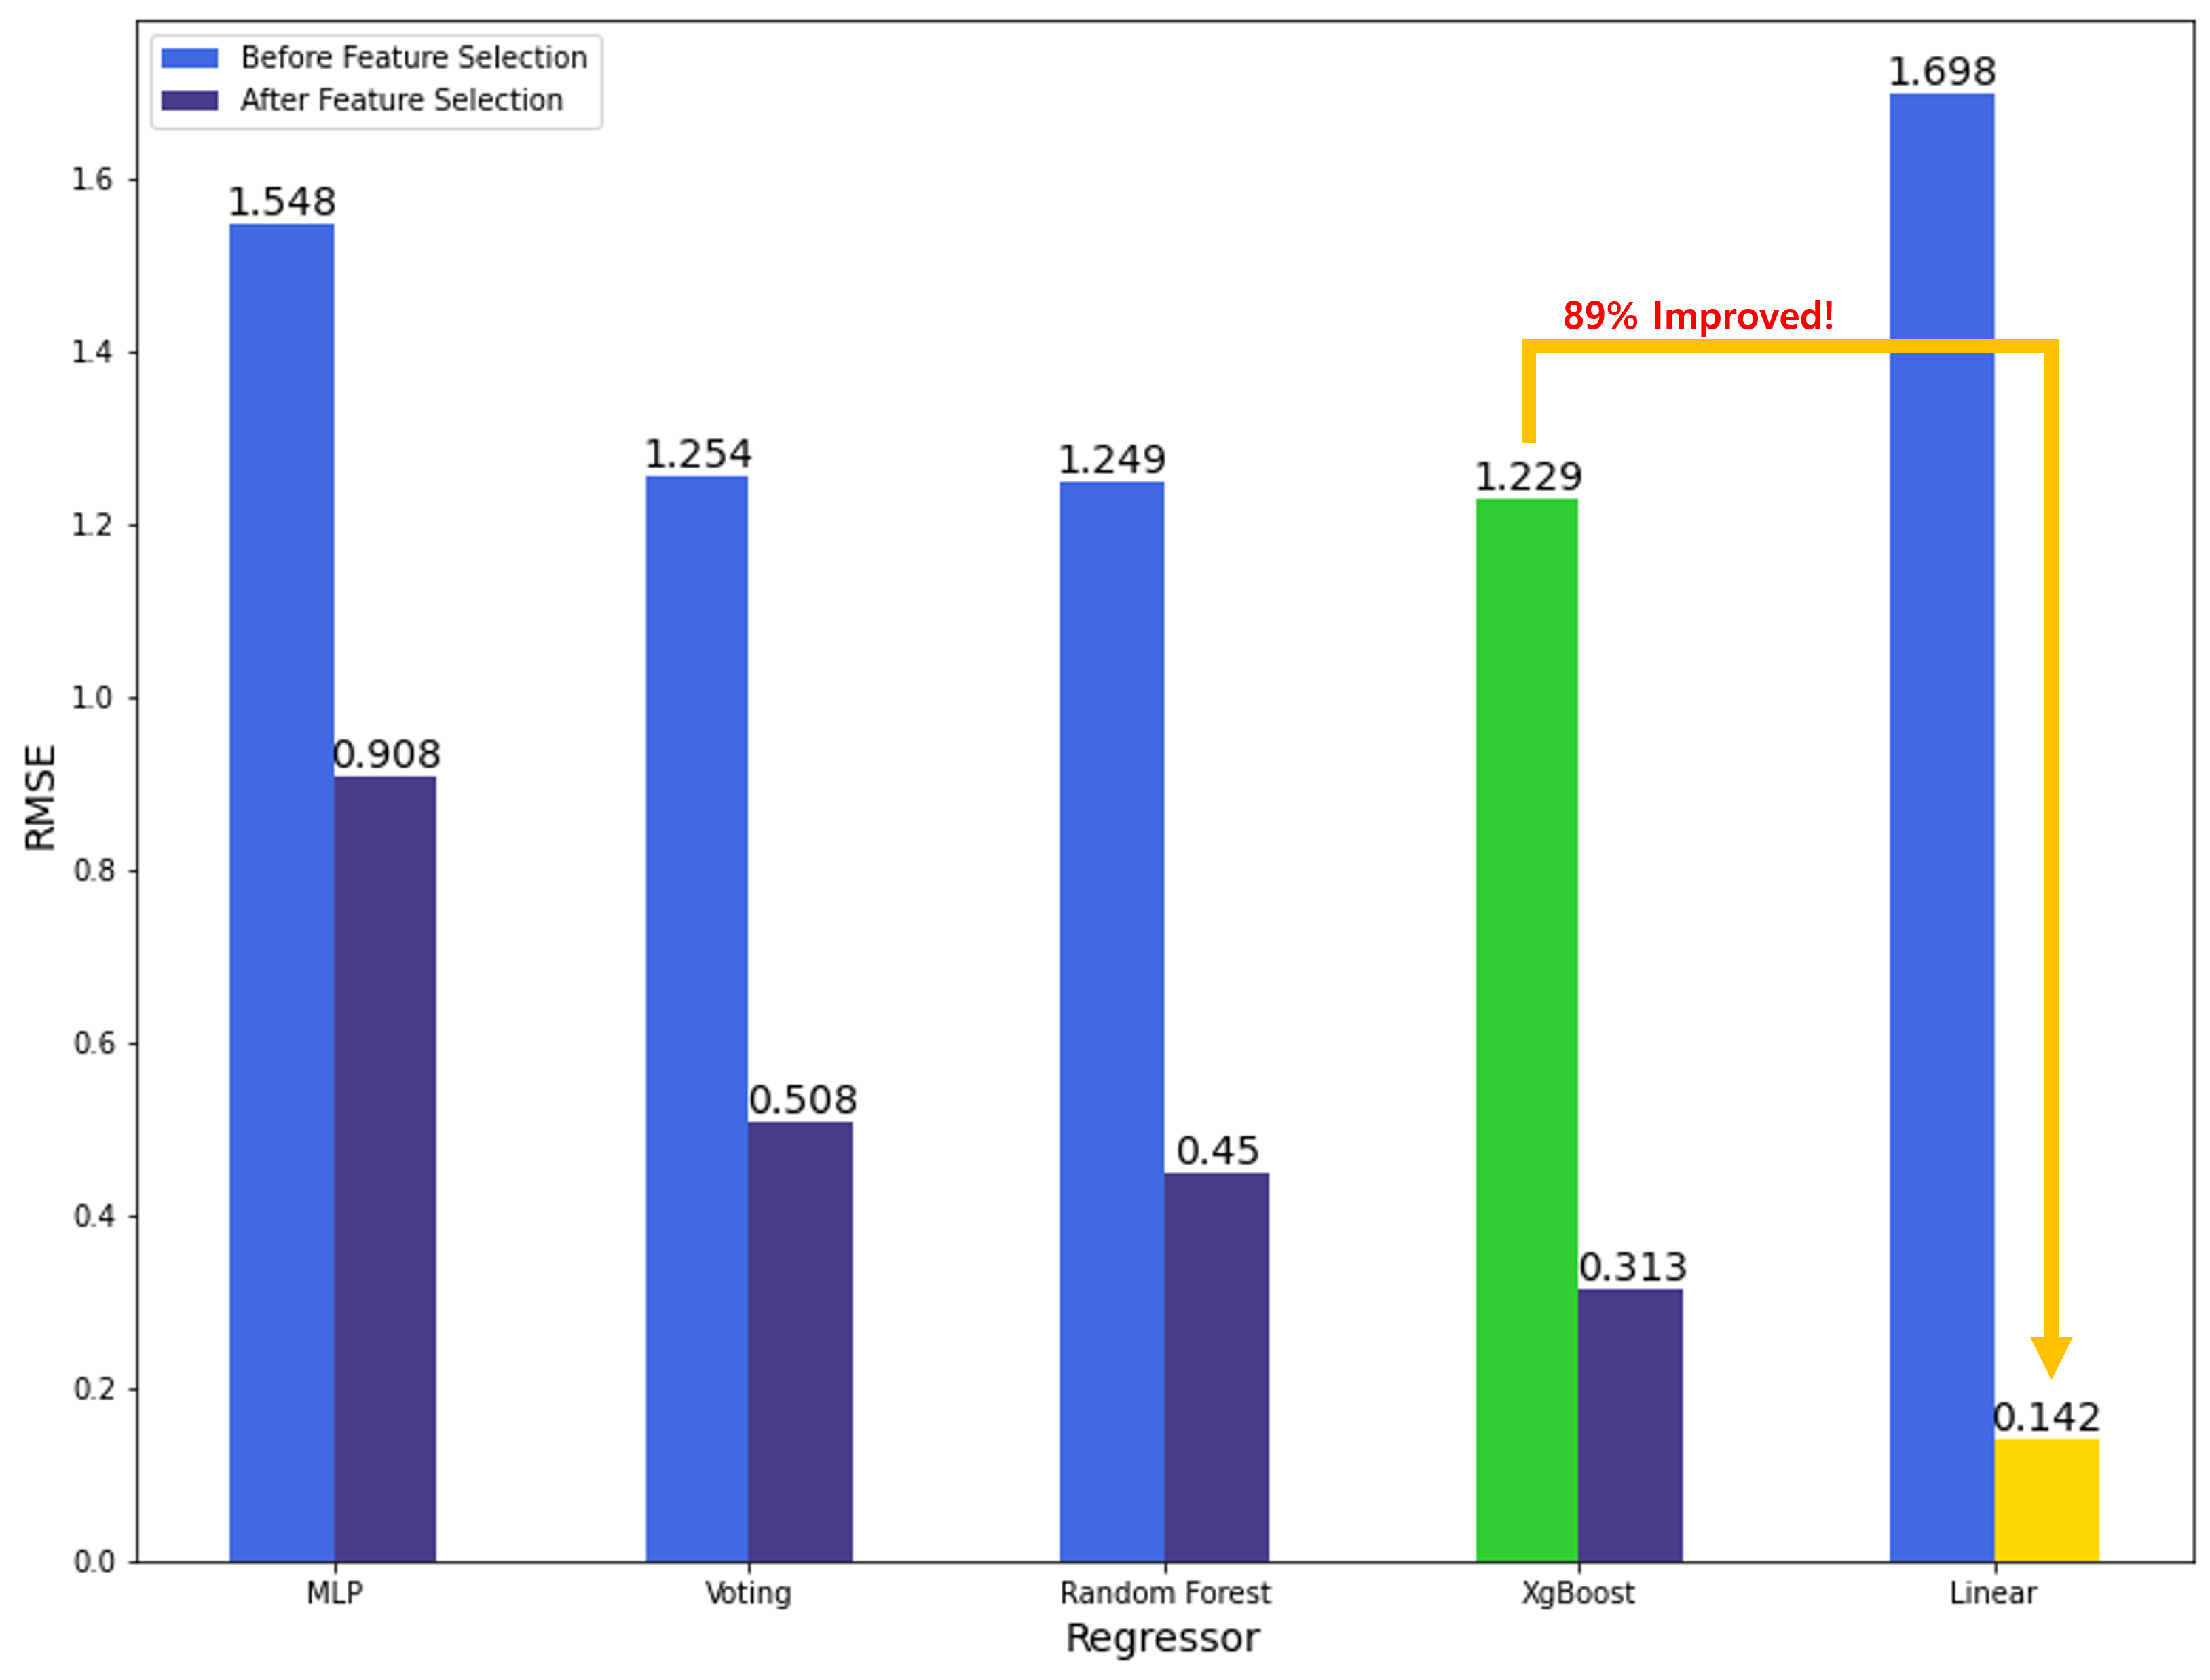 Before Feature Selection
After Feature Selection
1.698
1.548
89% Improved!
1.254
1.249
1.229
0.908
0.508
0.45
0.313
0.142
1.6
1.4
1.2
1.0
0.8
0.6
0.4
0.2
0.0
RMSE
MLP
Voting
Random Forest
XgBoost
Linear
Regressor